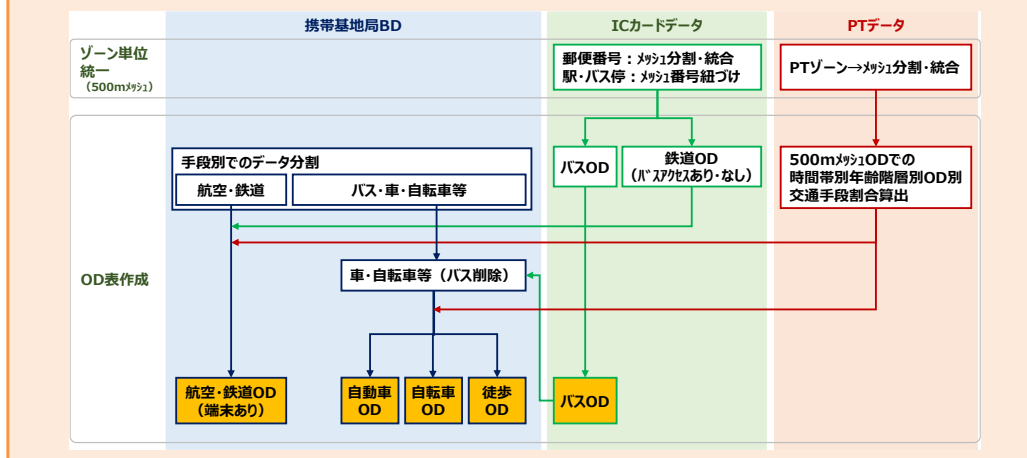 携帯基地局BD
ICカードデータ
PTデータ
ゾーン単位
統一
（500mﾒｯｼｭ）
郵便番号：ﾒｯｼｭ分割・統合
駅・バス停：ﾒｯｼｭ番号紐づけ
PTゾーン→ﾒｯｼｭ分割・統合
OD表作成
手段別でのデータ分割
航空・鉄道
バス・車・自転車等
バスOD
鉄道OD
（ﾊﾞｽｱｸｾｽあり・なし）
500mﾒｯｼｭODでの
時間帯別年齢階層別OD別
交通手段割合算出
車・自転車等（バス削除）
航空・鉄道OD
（端末あり）
自動車
OD
自転車
OD
徒歩
OD
バスOD